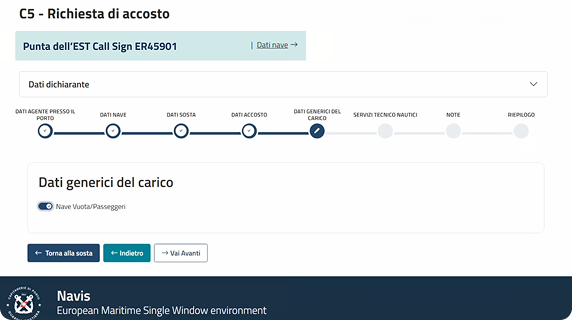 C5 - Richiesta di accosto
Punta dell'EST Call Sign ER45901
| Dati nave →
Dati dichiarante
DATI AGENTE PRESSO IL PORTO
DATI NAVE
DATI SOSTA
DATI ACCOSTO
DATI GENERICI DEL CARICO
SERVIZI TECNICO NAUTICI
NOTE
RIEPILOGO
Dati generici del carico
Nave Vuota/Passeggeri
← Torna alla sosta
← Indietro
→ Vai Avanti
Navis
European Maritime Single Window environment